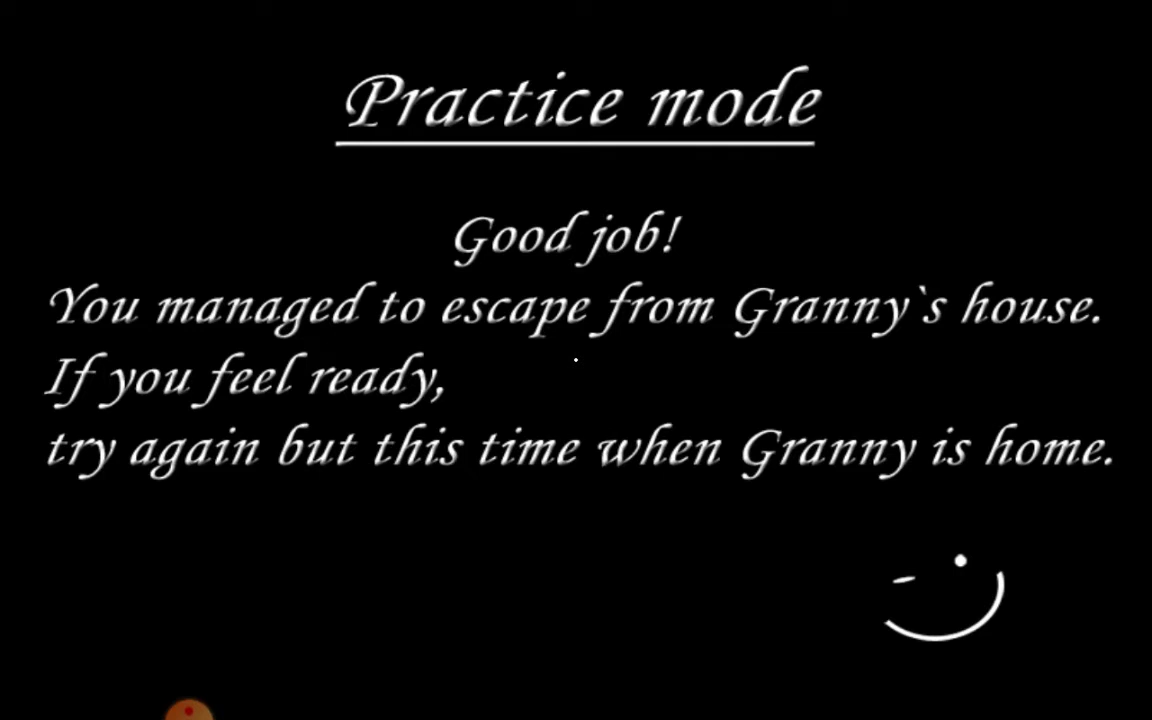 Practice mode
Good job!
You managed to escape from Granny`s house.
If you feel ready,
try again but this time when Granny is home.